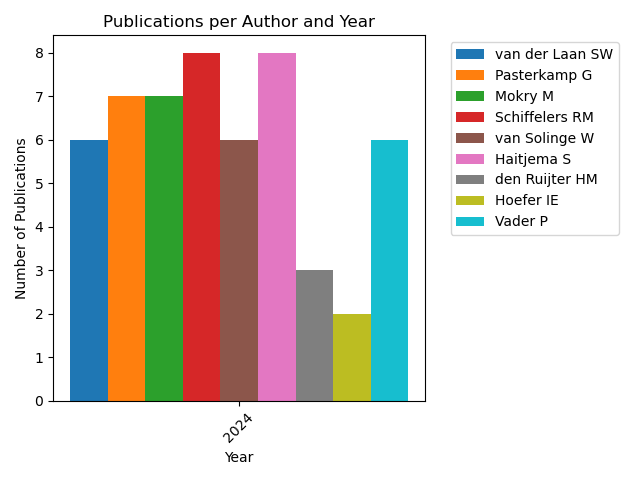 Publications per Author and Year
Number of Publications
8
7
6
5
4
3
2
1
0
2024
Year
van der Laan SW
Pasterkamp G
Mokry M
Schiffelers RM
van Solinge W
Haitjema S
den Ruijter HM
Hoefer IE
Vader P